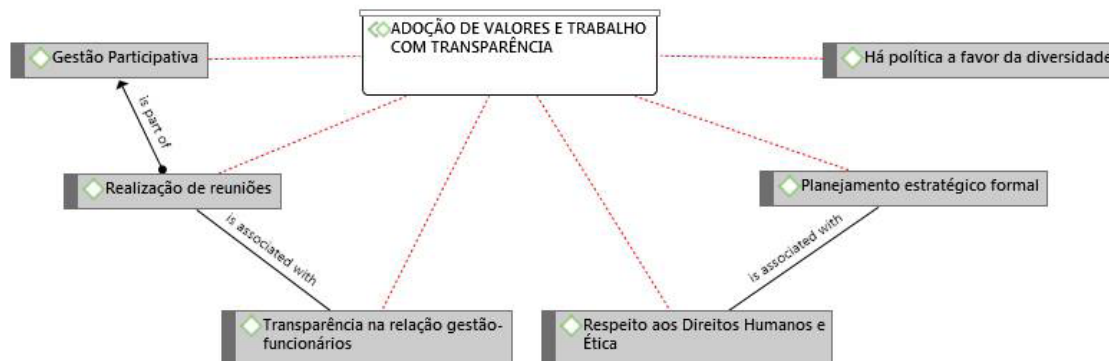 ADOÇÃO DE VALORES E TRABALHO
COM TRANSPARÊNCIA
Gestão Participativa
Há política a favor da diversidade
is part of
Realização de reuniões
Planejamento estratégico formal
is associated with
is associated with
Transparência na relação gestão-
funcionários
Respeito aos Direitos Humanos e
Ética